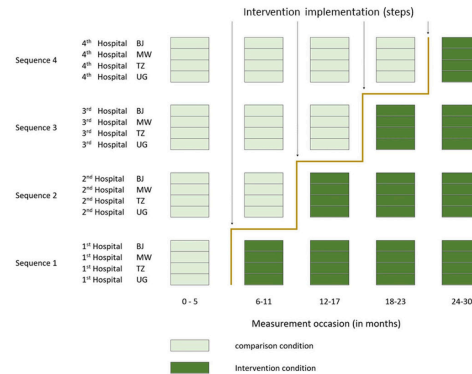 Intervention implementation (steps)
Sequence 4
4th Hospital BJ
4th Hospital MW
4th Hospital TZ
4th Hospital UG
Sequence 3
3rd Hospital BJ
3rd Hospital MW
3rd Hospital TZ
3rd Hospital UG
Sequence 2
2nd Hospital BJ
2nd Hospital MW
2nd Hospital TZ
2nd Hospital UG
Sequence 1
1st Hospital BJ
1st Hospital MW
1st Hospital TZ
1st Hospital UG
0 - 5 6-11 12-17 18-23 24-30
Measurement occasion (in months)
comparison condition
Intervention condition